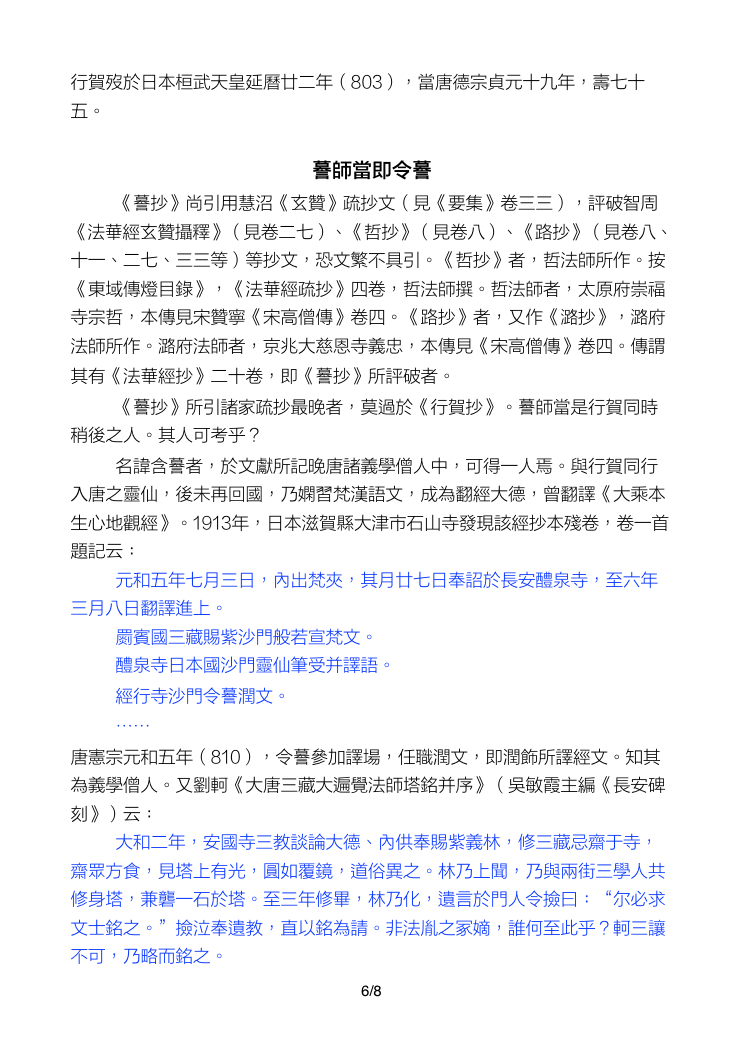 行賀歿於日本桓武天皇延曆廿二年（803），當唐德宗貞元十九年，壽七十
五。
謩師當即令謩
《謩抄》尚引用慧沼《玄贊》疏抄文（見《要集》卷三三），評破智周
《法華經玄贊攝釋》（見卷二七）、《哲抄》（見卷八）、《路抄》（見卷八、
十一、二七、三三等）等抄文，恐文繁不具引。《哲抄》者，哲法師所作。按
《東域傳燈目錄》，《法華經疏抄》四卷，哲法師撰。哲法師者，太原府崇福
寺宗哲，本傳見宋贊寧《宋高僧傳》卷四。《路抄》者，又作《潞抄》，潞府
法師所作。潞府法師者，京兆大慈恩寺義忠，本傳見《宋高僧傳》卷四。傳謂
其有《法華經抄》二十卷，即《謩抄》所評破者。
《謩抄》所引諸家疏抄最晚者，莫過於《行賀抄》。謩師當是行賀同時
稍後之人。其人可考乎？
名諱含謩者，於文獻所記晚唐諸義學僧人中，可得一人焉。與行賀同行
入唐之靈仙，後未再回國，乃嫻習梵漢語文，成為翻經大德，曾翻譯《大乘本
生心地觀經》。1913年，日本滋賀縣大津市石山寺發現該經抄本殘卷，卷一首
題記云：
元和五年七月三日，內出梵夾，其月廿七日奉詔於長安醴泉寺，至六年
三月八日翻譯進上。
罽賓國三藏賜紫沙門般若宣梵文。
醴泉寺日本國沙門靈仙筆受并譯語。
經行寺沙門令謩潤文。
……
唐憲宗元和五年（810），令謩參加譯場，任職潤文，即潤飾所譯經文。知其
為義學僧人。又劉軻《大唐三藏大遍覺法師塔銘并序》（吳敏霞主編《長安碑
刻》）云：
大和二年，安國寺三教談論大德、內供奉賜紫義林，修三藏忌齋于寺，
齋眾方食，見塔上有光，圓如覆鏡，道俗異之。林乃上聞，乃與兩街三學人共
修身塔，兼礱一石於塔。至三年修畢，林乃化，遺言於門人令撿曰：“尔必求
文士銘之。”撿泣奉遺教，直以銘為請。非法胤之冢嫡，誰何至此乎？軻三讓
不可，乃略而銘之。
6/8